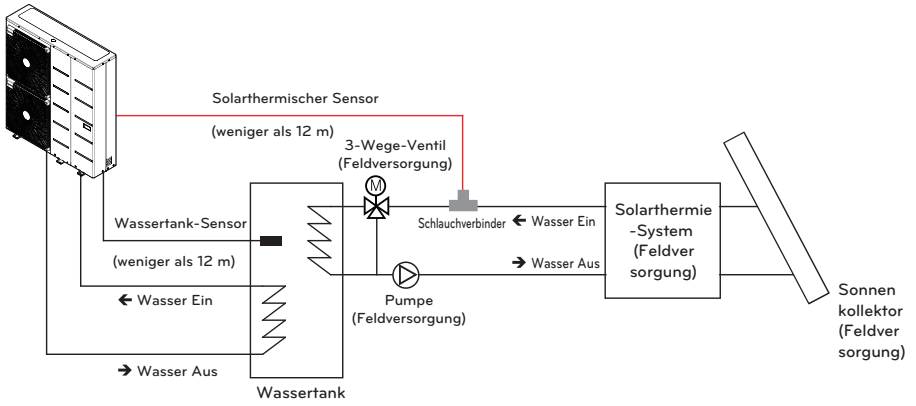 Solarthermischer Sensor
(weniger als 12 m)
3-Wege-Ventil
(Feldversorgung)
M
Schlauchverbinder
← Wasser Ein
Solarthermie
-System
(Feldver
sorgung)
Wassertank-Sensor
(weniger als 12 m)
→ Wasser Aus
← Wasser Ein
Pumpe
(Feldversorgung)
Sonnen
kollektor
(Feldver
sorgung)
→ Wasser Aus
Wassertank